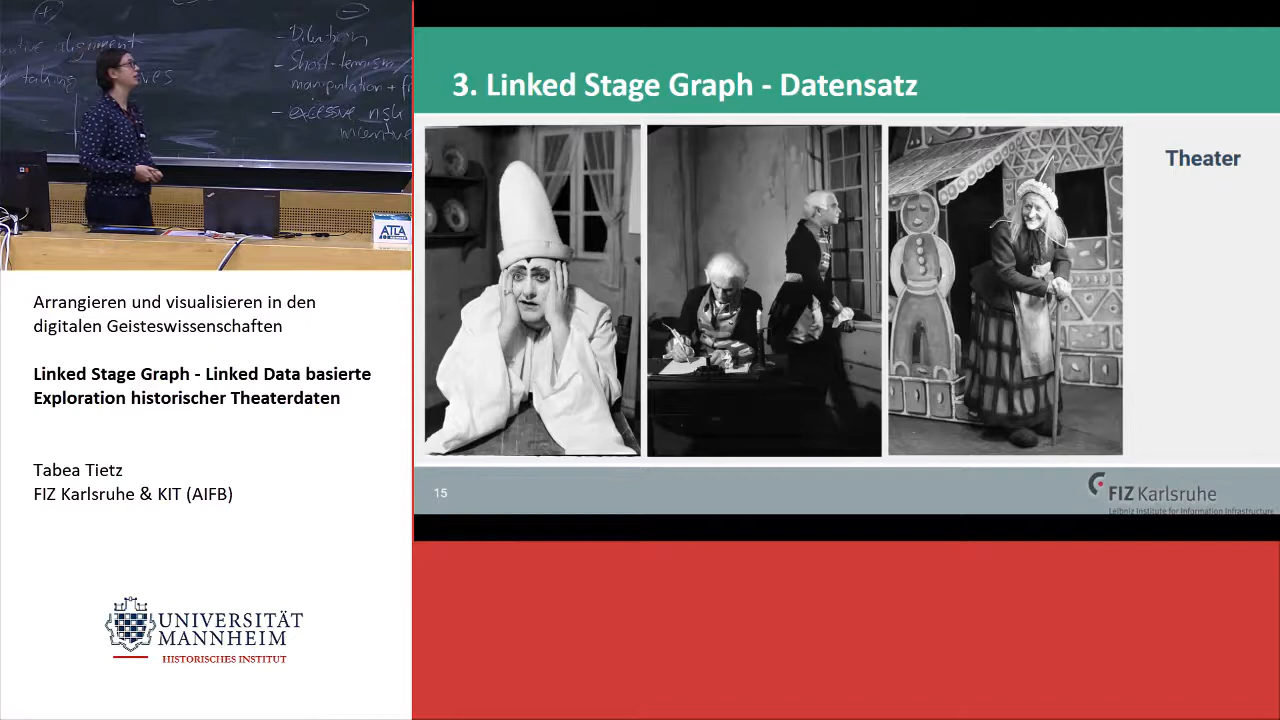 alignment
- Dilution
- Short-termism,
manipulation +
- excessive risk
incentive
ATLA
3. Linked Stage Graph - Datensatz
Theater
15
FIZ Karlsruhe
Leibniz Institute for Information Infrastructure
Arrangieren und visualisieren in den
digitalen Geisteswissenschaften
Linked Stage Graph - Linked Data basierte
Exploration historischer Theaterdaten
Tabea Tietz
FIZ Karlsruhe & KIT (AIFB)
UNIVERSITÄT
MANNHEIM
HISTORISCHES INSTITUT